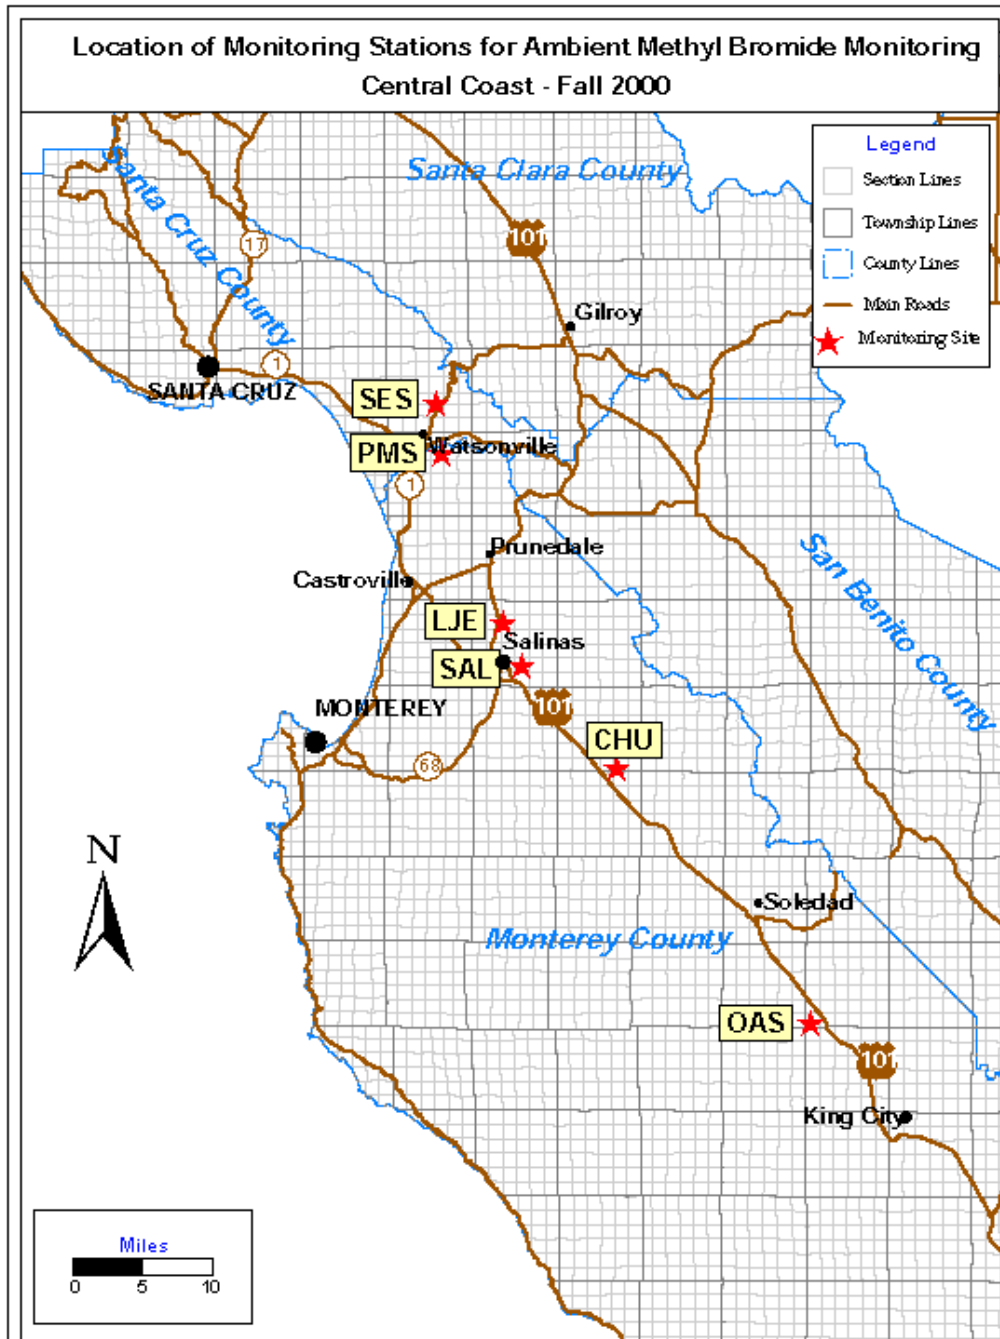 Location of Monitoring Stations for Ambient Methyl Bromide Monitoring
Central Coast - Fall 2000
Legend
Section Lines
Township Lines
County Lines
Main Roads
Monitoring Site
Santa Cruz County
Santa Clara County
17
101
Gilroy
1
SANTA CRUZ
SES
Watsonville
PMS
1
Prunedale
Castroville
San Benito County
LJE
Salinas
SAL
MONTEREY
101
CHU
68
N
Soledad
Monterey County
OAS
101
King City
Miles
0 5 10